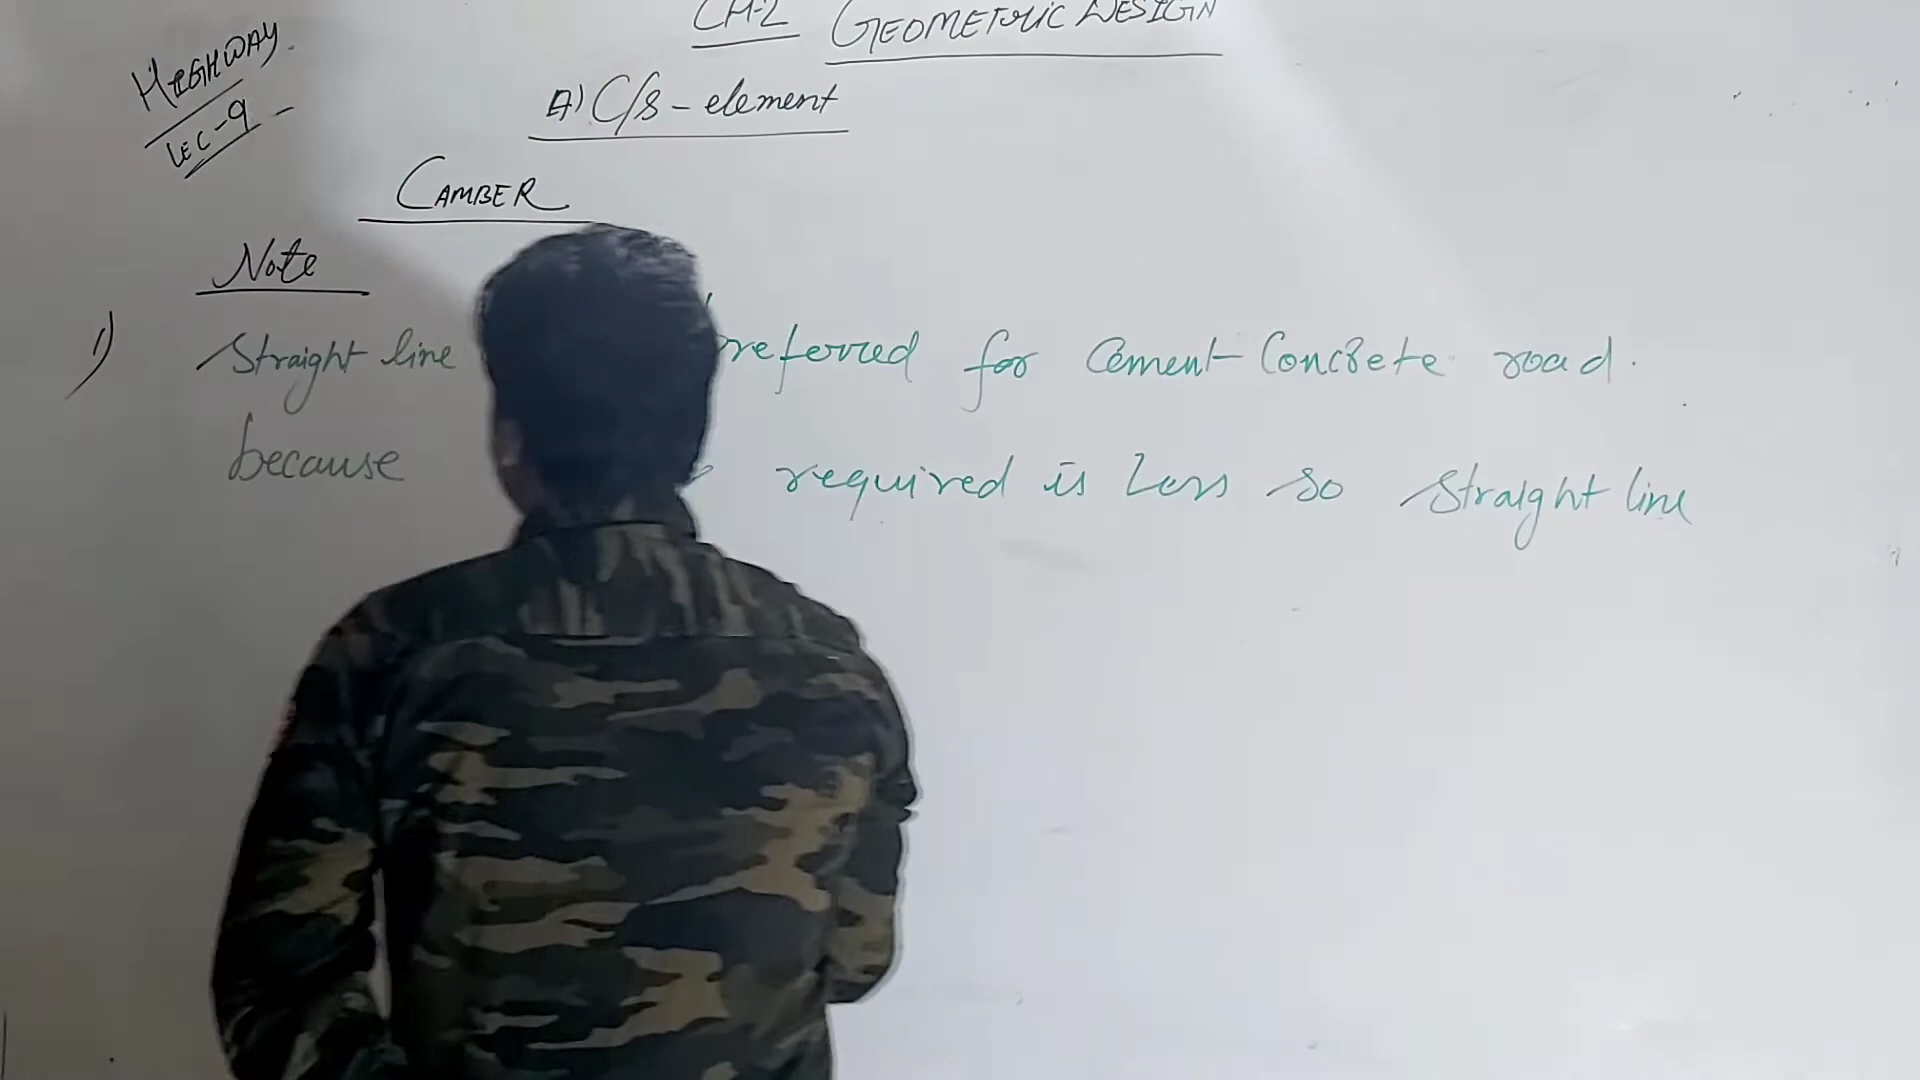 CH-2 GEOMETRIC DESIGN
HIGHWAY.
LEC-9
A) C/s - element
CAMBER
Note
1) Straight line referred for Cement Concrete road.
because required is Less so straight line